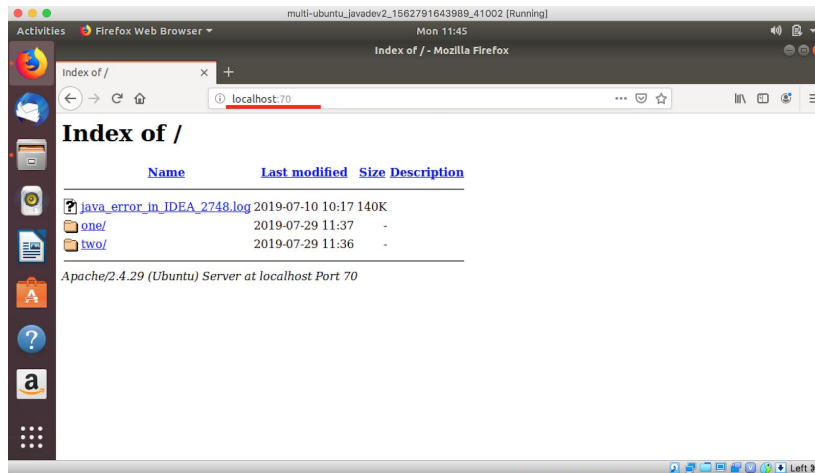 multi-ubuntu_javadev2_1562791643989_41002 [Running]
Activities Firefox Web Browser Mon 11:45
Index of / - Mozilla Firefox
Index of /
localhost:70
Index of /
Name Last modified Size Description
java_error_in_IDEA_2748.log 2019-07-10 10:17 140K
one/ 2019-07-29 11:37 -
two/ 2019-07-29 11:36 -
Apache/2.4.29 (Ubuntu) Server at localhost Port 70
Left